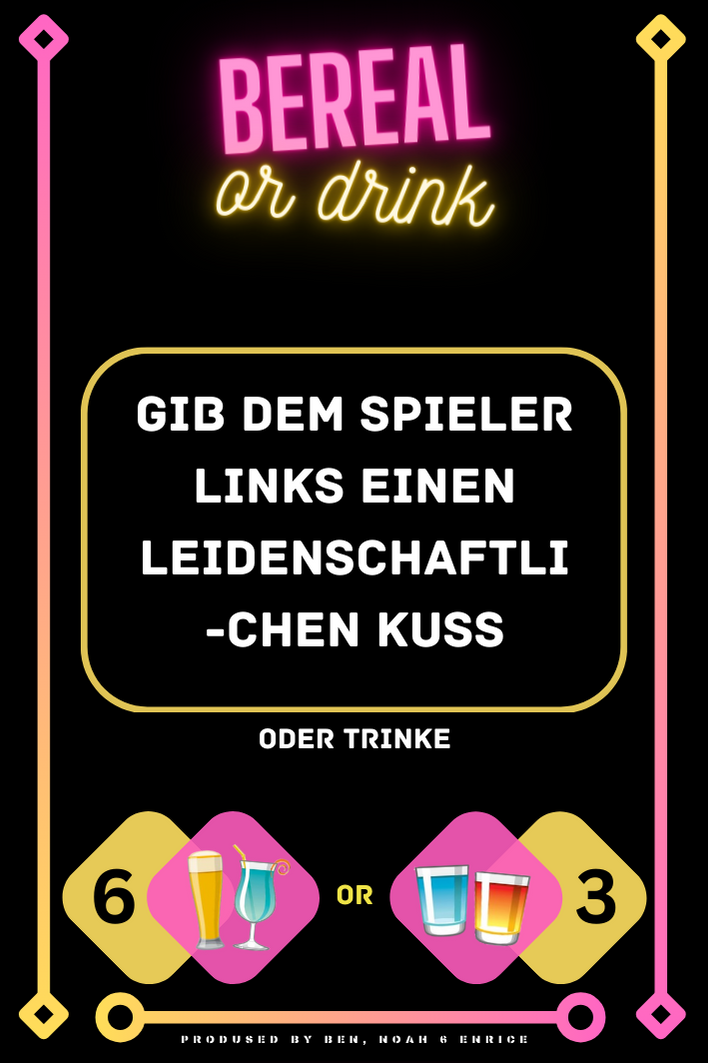 BEREAL
or drink
GIB DEM SPIELER
LINKS EINEN
LEIDENSCHAFTLI
-CHEN KUSS
ODER TRINKE
6 OR 3
PRODUSED BY BEN, NOAH 6 ENRICE